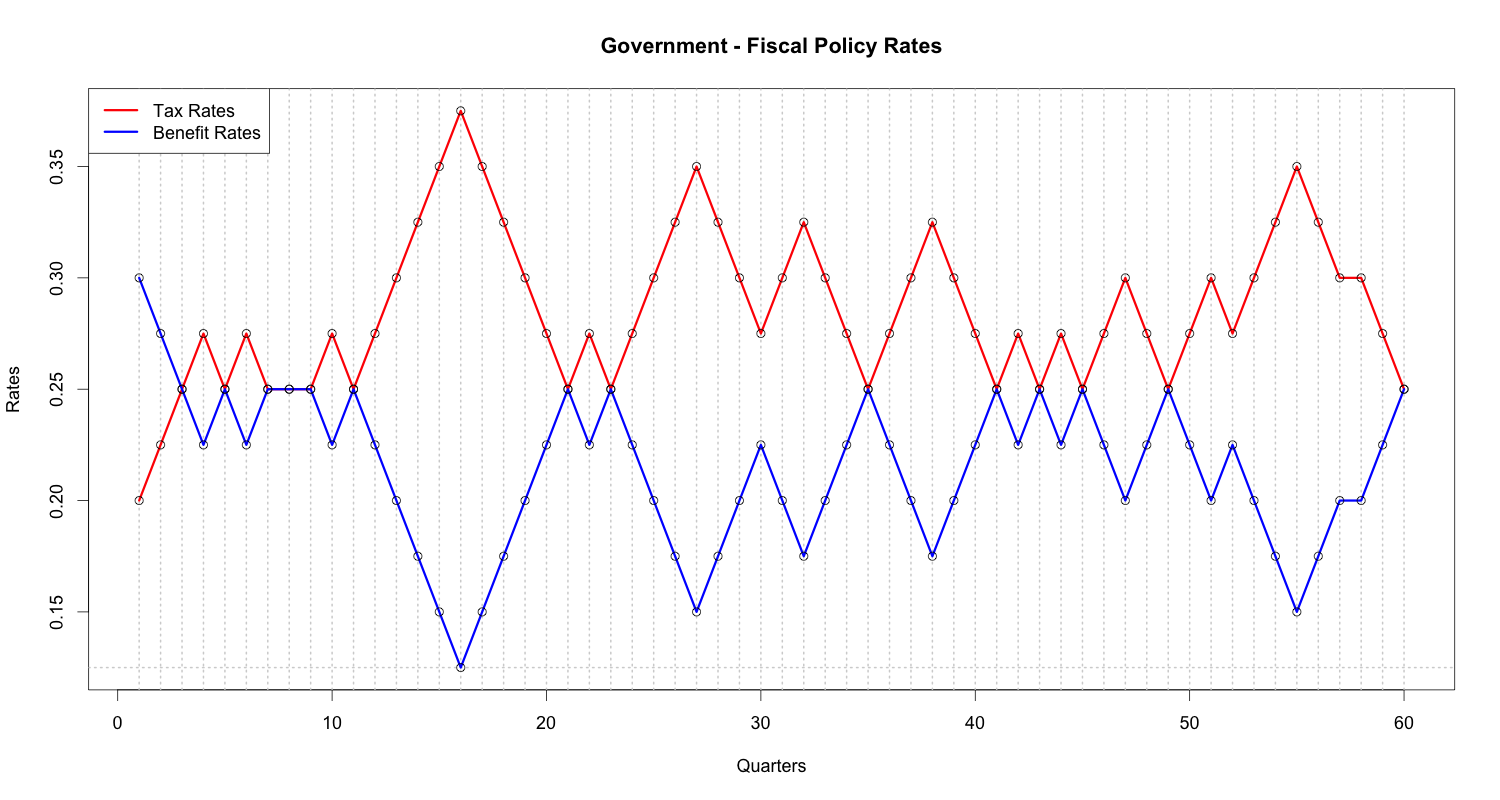 Government - Fiscal Policy Rates
Tax Rates
Benefit Rates
Rates
0.35
0.30
0.25
0.20
0.15
0 10 20 30 40 50 60
Quarters